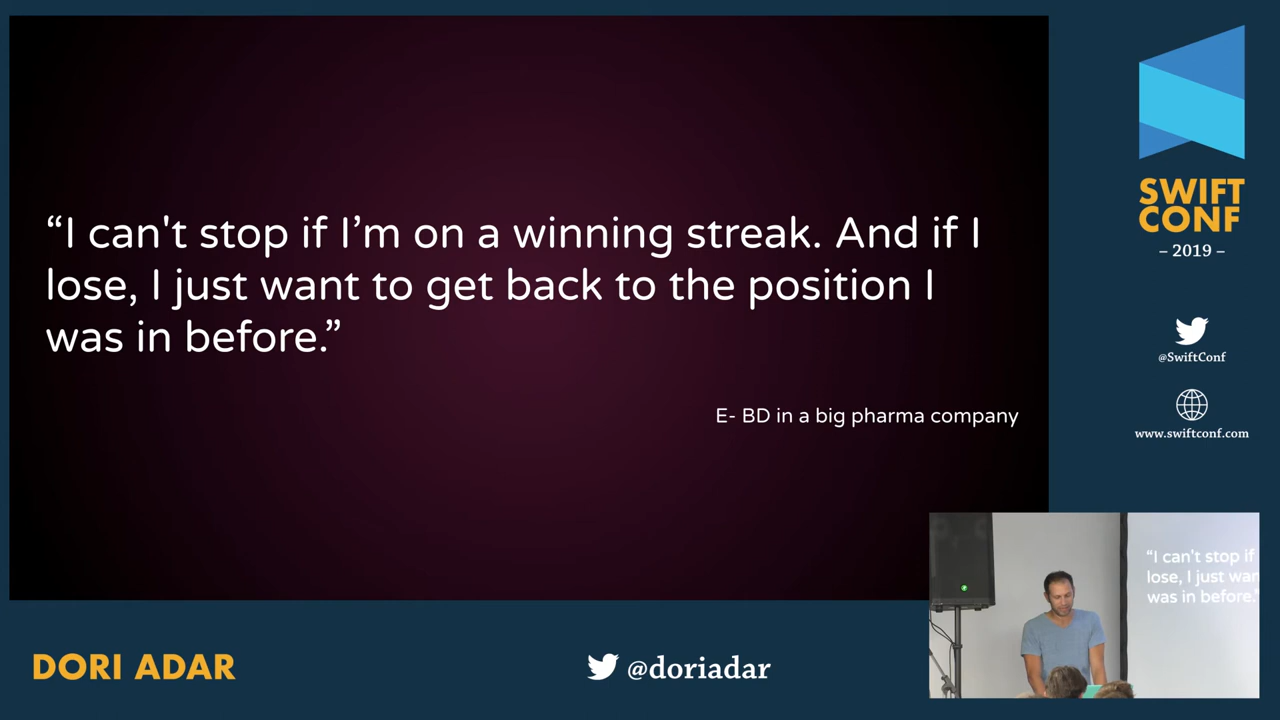 “I can't stop if I’m on a winning streak. And if I
lose, I just want to get back to the position I
was in before.”
E- BD in a big pharma company
SWIFT
CONF
– 2019 –
@SwiftConf
www.swiftconf.com
“I can't stop if
lose, I just wan
was in before.”
DORI ADAR
@doriadar